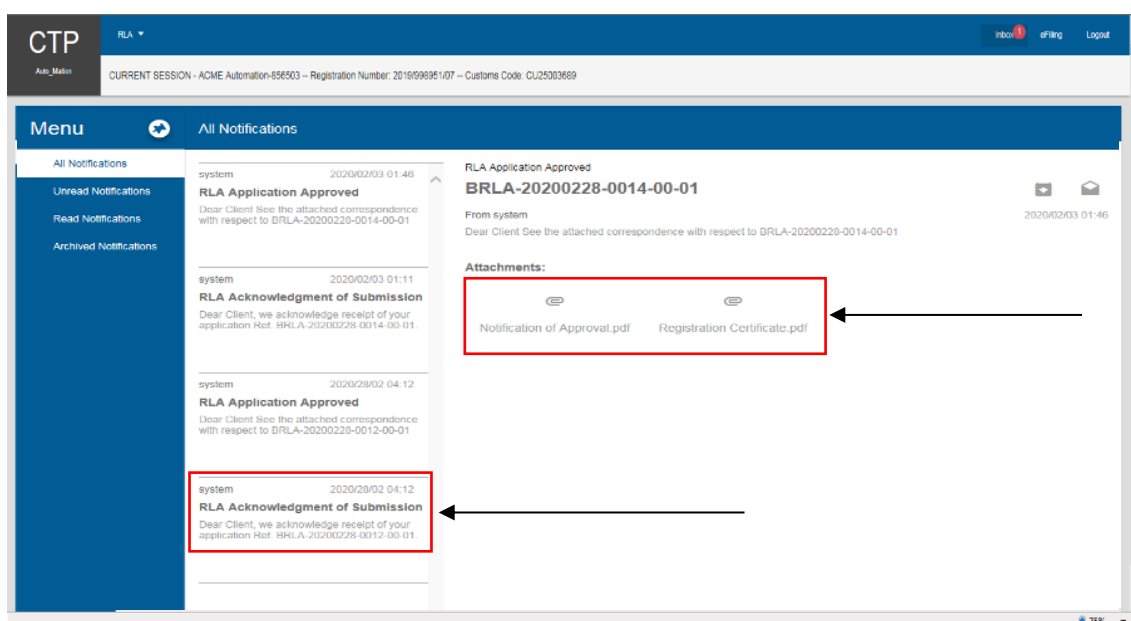 CTP
Auto_Mation
RLA
Inbox 1
eFiling
Logout
CURRENT SESSION - ACME Automation-856503 -- Registration Number: 2019/998951/07 -- Customs Code: CU25003689
Menu
All Notifications
Unread Notifications
Read Notifications
Archived Notifications
All Notifications
system 2020/02/03 01:46
RLA Application Approved
Dear Client See the attached correspondence
with respect to BRLA-20200228-0014-00-01
system 2020/02/03 01:11
RLA Acknowledgment of Submission
Dear Client, we acknowledge receipt of your
application Ref. BRLA-20200228-0014-00-01.
system 2020/28/02 04:12
RLA Application Approved
Dear Client See the attached correspondence
with respect to BRLA-20200228-0012-00-01
system 2020/28/02 04:12
RLA Acknowledgment of Submission
Dear Client, we acknowledge receipt of your
application Ref. BRLA-20200228-0012-00-01.
RLA Application Approved
BRLA-20200228-0014-00-01
From system 2020/02/03 01:46
Dear Client See the attached correspondence with respect to BRLA-20200228-0014-00-01
Attachments:
Notification of Approval.pdf
Registration Certificate.pdf
75%